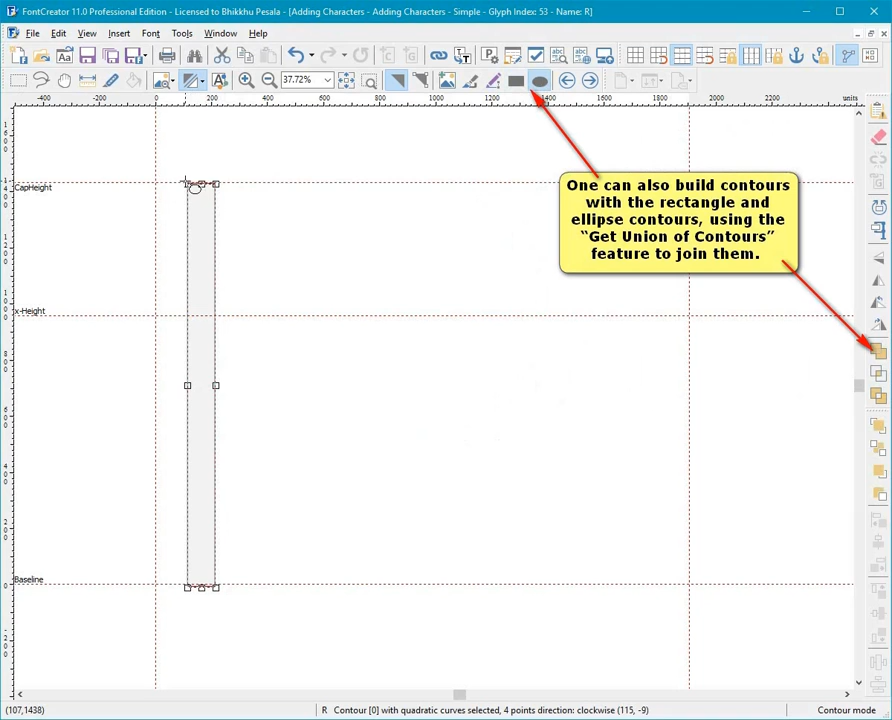 FontCreator 11.0 Professional Edition - Licensed to Bhikkhu Pesala - [Adding Characters - Adding Characters - Simple - Glyph Index: 53 - Name: R]
File Edit View Insert Font Tools Window Help
37.72%
-400 -200 0 200 400 600 800 1000 1200 1400 1600 1800 2000 2200 units
CapHeight
One can also build contours
with the rectangle and
ellipse contours, using the
“Get Union of Contours”
feature to join them.
x-Height
Baseline
(107,1438) R Contour [0] with quadratic curves selected, 4 points direction: clockwise (115, -9) Contour mode